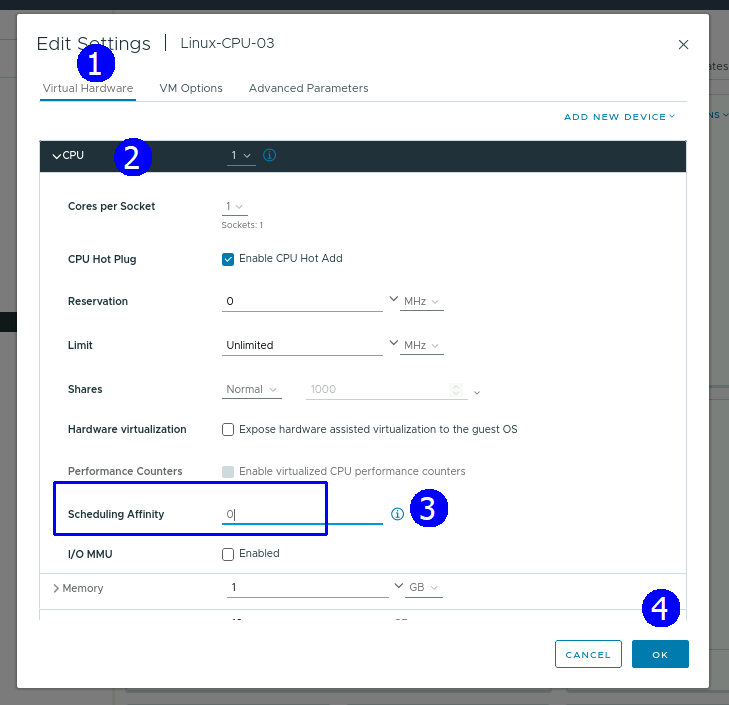 Edit Settings | Linux-CPU-03
1
Virtual Hardware VM Options Advanced Parameters
ates
ADD NEW DEVICE
NS
CPU 2 1
Cores per Socket 1
Sockets: 1
CPU Hot Plug Enable CPU Hot Add
Reservation 0 MHz
Limit Unlimited MHz
Shares Normal 1000
Hardware virtualization Expose hardware assisted virtualization to the guest OS
Performance Counters Enable virtualized CPU performance counters
Scheduling Affinity 0 3
I/O MMU Enabled
Memory 1 GB
4
CANCEL OK